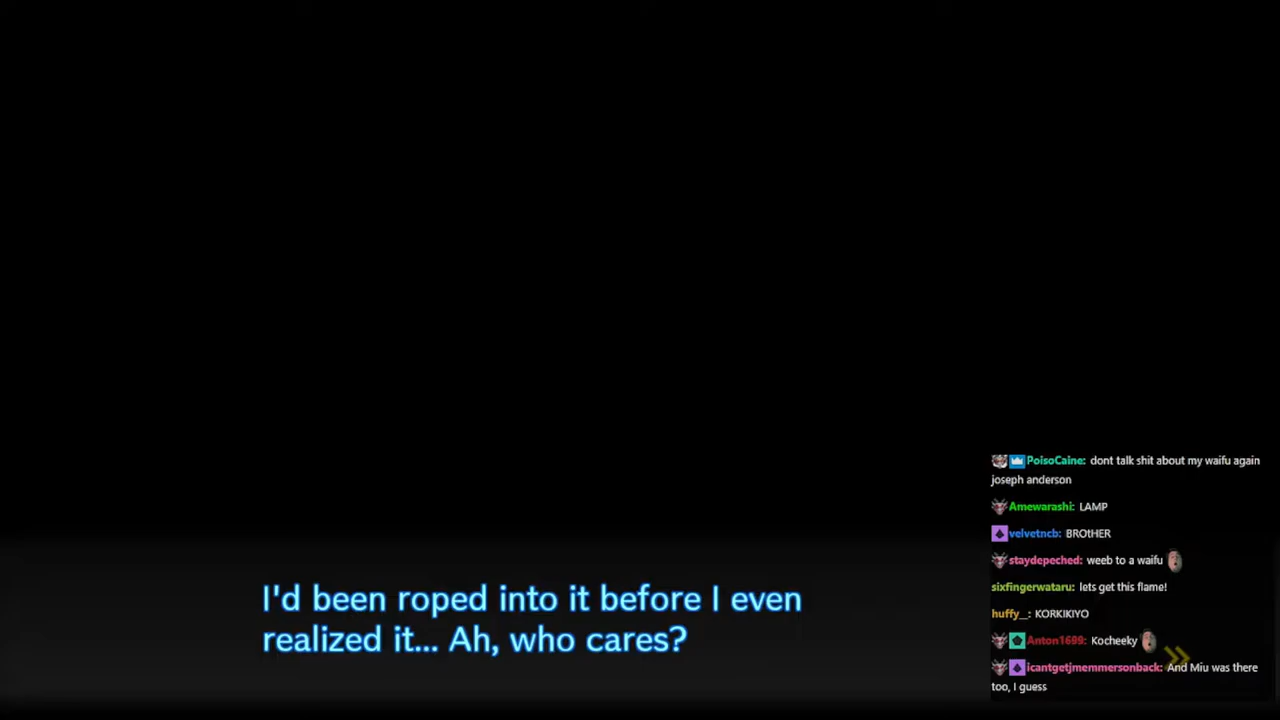 PoisoCaine: dont talk shit about my waifu again
joseph anderson
Amewarashi: LAMP
velvetncb: BROtHER
staydepeched: weeb to a waifu
sixfingerwataru: lets get this flame!
huffy__: KORKIKIYO
Anton1699: Kocheeky
icantgetjmemmersonback: And Miu was there
too, I guess
I'd been roped into it before I even
realized it... Ah, who cares?